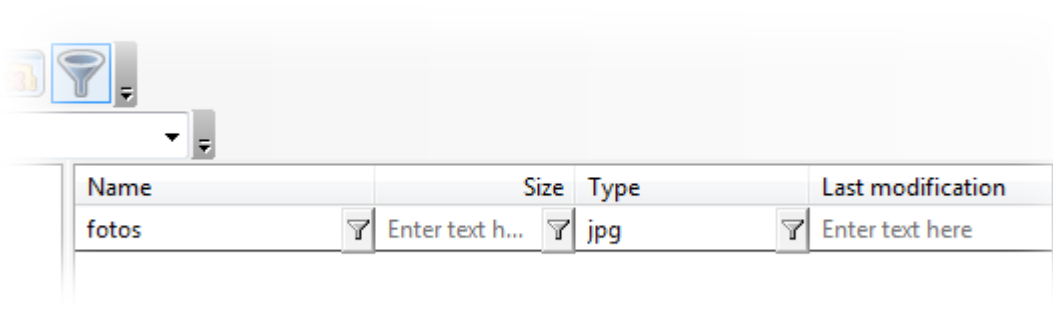 Name Size Type Last modification
fotos Enter text h... jpg Enter text here